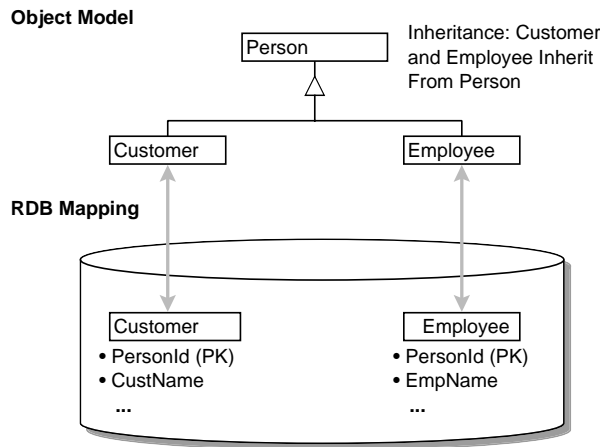 Object Model
Person
Inheritance: Customer
and Employee Inherit
From Person
Customer
Employee
RDB Mapping
Customer
• PersonId (PK)
• CustName
...
Employee
• PersonId (PK)
• EmpName
...